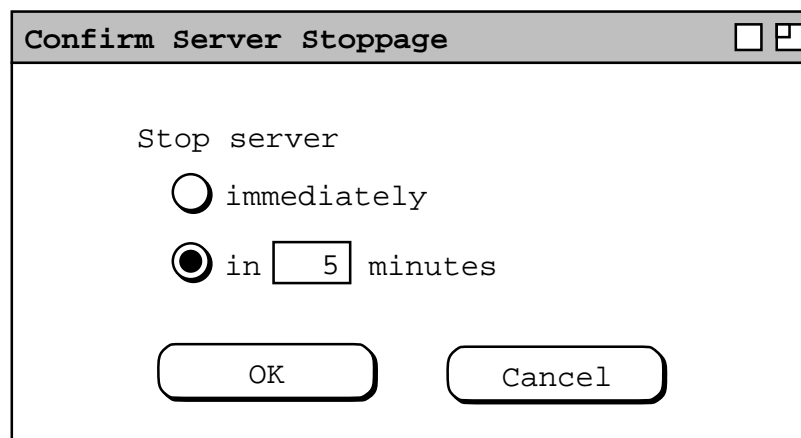 Confirm Server Stoppage
Stop server
immediately
in 5 minutes
OK Cancel